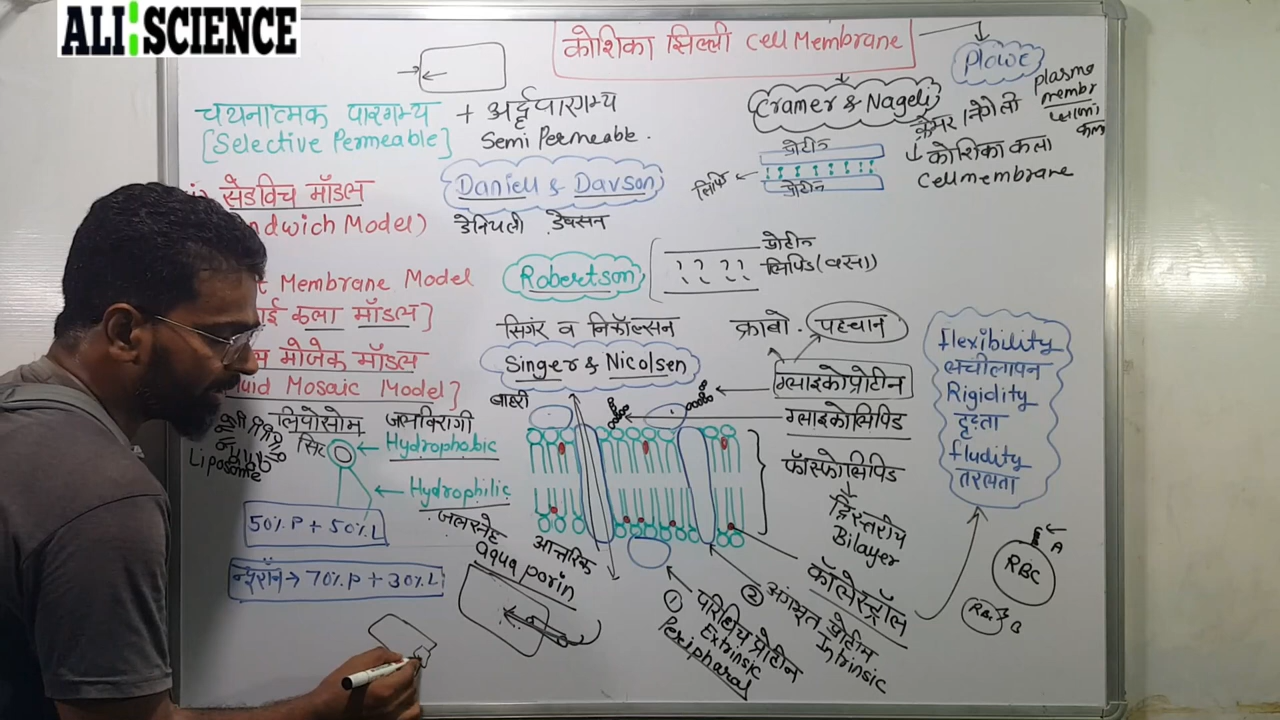 ALI SCIENCE
कोशिका झिल्ली Cell Membrane
Plowe
plasma
membr
चयनात्मक पारगम्य + अर्द्धपारगम्य
[Selective Permeable] Semi Permeable.
Cramer & Nageli
क्रेमर नेगेली
कोशिका कला
Cell membrane
प्रोटीन
लिपि
प्रोटीन
सेडविच मॉडल
ndwich Model)
Daniell & Davson
डेनियली डेवसन
t Membrane Model
ाई कला मॉडल]
Robertson
प्रोटीन
लिपिड (वसा)
मोजेक मॉडल
luid Mosaic Model]
सिगंर व निकॉल्सन
Singer & Nicolsen
क्राबो. पहचान
ग्लाइकोप्रोटीन
ग्लाइकोलिपिड
फॉस्फोलिपिड
द्विस्तरीय
Bilayer
कॉलेस्ट्रॉल
flexibility
लचीलापन
Rigidity
दृढ़ता
fludity
तरलता
बाहरी
आन्तरिक
लिपोसोम
Liposome
जलविरागी
सिर
Hydrophobic
Hydrophilic
जलस्नेह
50% P + 50% L
न्यूरॉन → 70% P + 30% L
aqua porin
① परिधिय प्रोटीन
Extrinsic
Peripharal
② अंगभूत प्रोटीन
Intrinsic
A
RBC
B